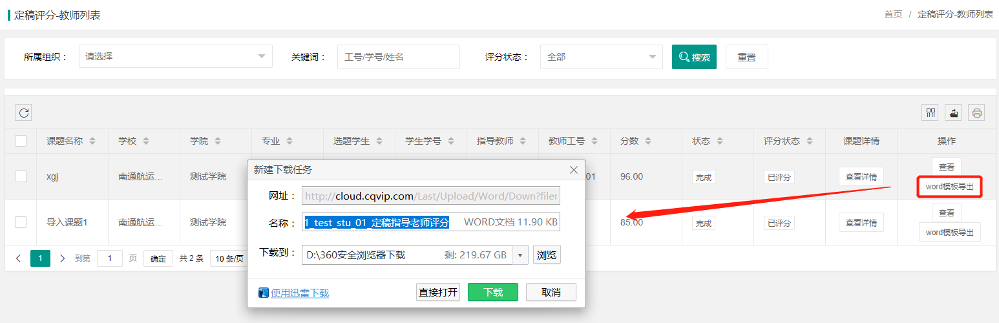 定稿评分-教师列表
首页 / 定稿评分-教师列表
所属组织： 请选择 关键词： 工号/学号/姓名 评分状态： 全部 搜索 重置
课题名称 学校 学院 专业 选题学生 学生学号 指导教师 教师工号 分数 状态 评分状态 课题详情 操作
xgj 南通航运... 测试学院 01 96.00 完成 已评分 查看详情 查看
word模板导出
导入课题1 南通航运... 测试学院 85.00 完成 已评分 查看详情 查看
word模板导出
1 到第 1 页 确定 共 2 条 10 条/页
新建下载任务
网址： http://cloud.cqvip.com/Last/Upload/Word/Down?filer
名称： 1_test_stu_01_定稿指导老师评分 WORD文档 11.90 KB
下载到： D:\360安全浏览器下载 剩: 219.67 GB 浏览
使用迅雷下载 直接打开 下载 取消